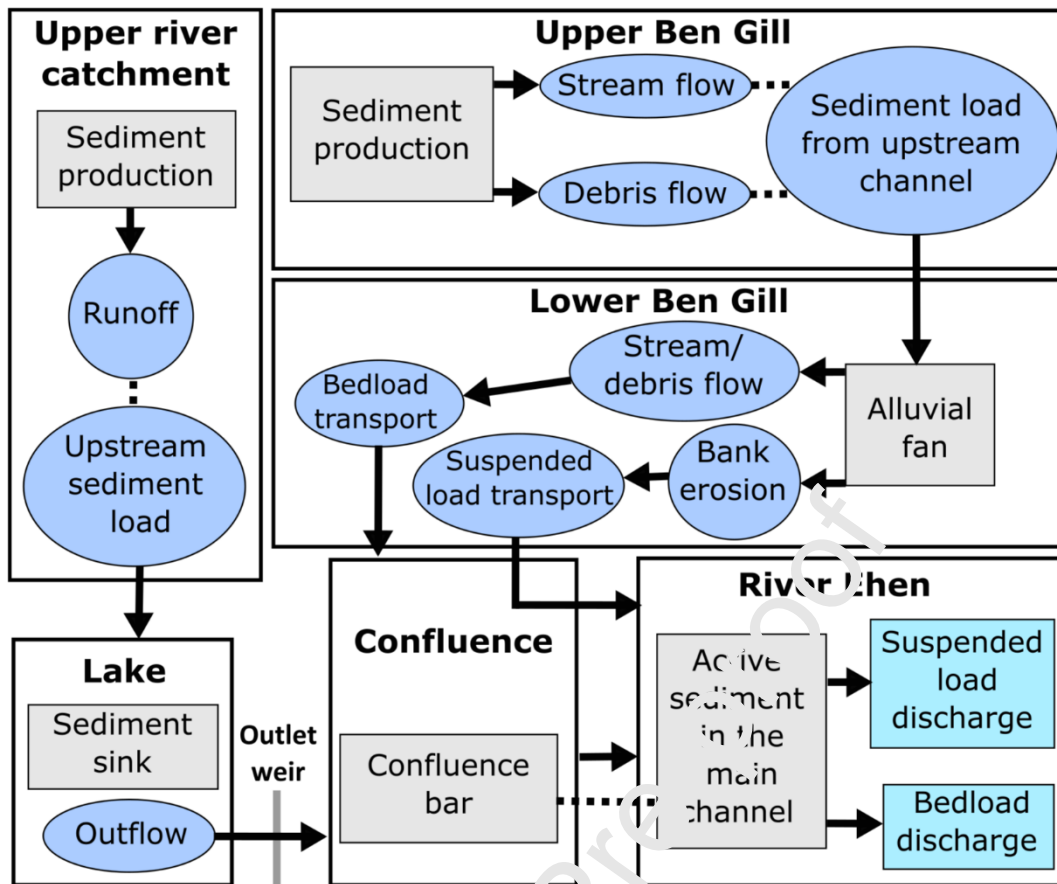 Upper river
catchment
Sediment
production
Runoff
Upstream
sediment
load
Upper Ben Gill
Sediment
production
Stream flow
Debris flow
Sediment load
from upstream
channel
Lower Ben Gill
Bedload
transport
Stream/
debris flow
Suspended
load transport
Bank
erosion
Alluvial
fan
Lake
Sediment
sink
Outflow
Outlet
weir
Confluence
Confluence
bar
River Ehen
Active
sediment
in the
main
channel
Suspended
load
discharge
Bedload
discharge
Pre proof